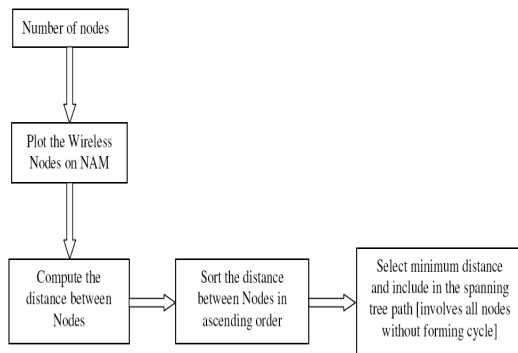 Number of nodes
Plot the Wireless
Nodes on NAM
Compute the
distance between
Nodes
Sort the distance
between Nodes in
ascending order
Select minimum distance
and include in the spanning
tree path [involves all nodes
without forming cycle]